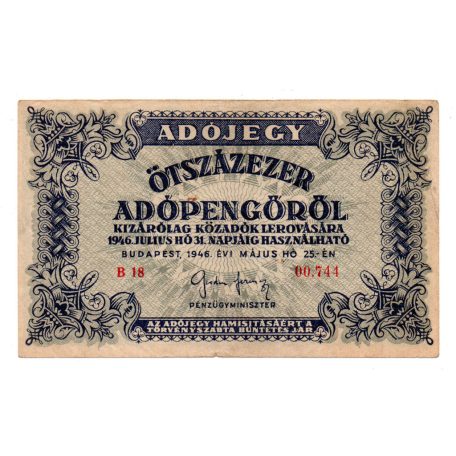 ADÓJEGY
ÖTSZÁZEZER
ADÓPENGŐRŐL
KIZÁRÓLAG KÖZADÓK LEROVÁSÁRA
1946. JULIUS HÓ 31. NAPJÁIG HASZNÁLHATÓ
BUDAPEST, 1946. ÉVI MÁJUS HÓ 25.-ÉN
B 18 00.744
PÉNZÜGYMINISZTER
AZ ADÓJEGY HAMISITÁSAÉRT A
TÖRVÉNYSZABTA BÜNTETÉS JÁR